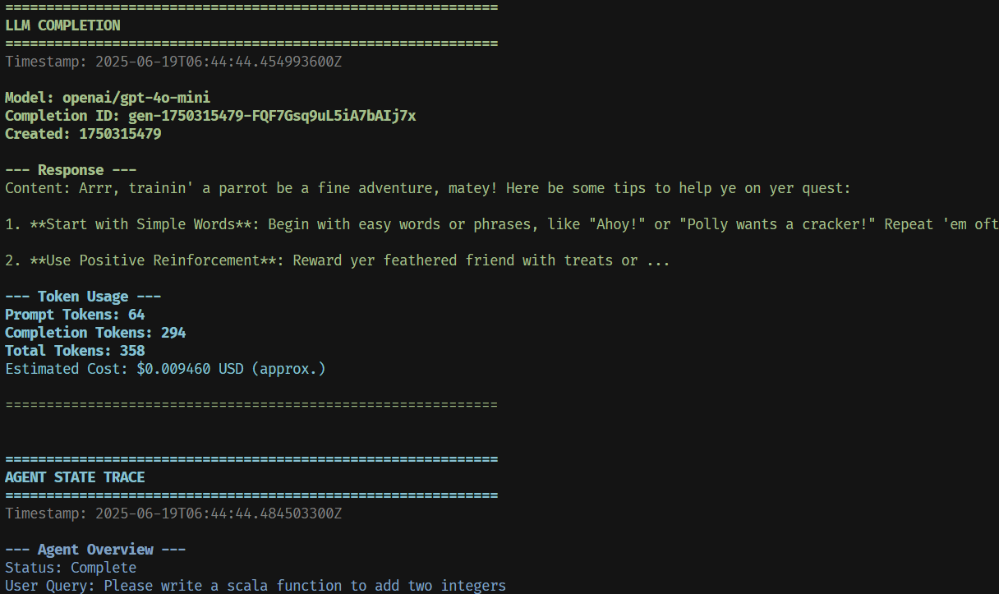 ============================================================
LLM COMPLETION
============================================================
Timestamp: 2025-06-19T06:44:44.454993600Z
Model: openai/gpt-4o-mini
Completion ID: gen-1750315479-FQF7Gsq9uL5iA7bAIj7x
Created: 1750315479
--- Response ---
Content: Arrr, trainin' a parrot be a fine adventure, matey! Here be some tips to help ye on yer quest:
1. **Start with Simple Words**: Begin with easy words or phrases, like "Ahoy!" or "Polly wants a cracker!" Repeat 'em oft
2. **Use Positive Reinforcement**: Reward yer feathered friend with treats or ...
--- Token Usage ---
Prompt Tokens: 64
Completion Tokens: 294
Total Tokens: 358
Estimated Cost: $0.009460 USD (approx.)
============================================================
============================================================
AGENT STATE TRACE
============================================================
Timestamp: 2025-06-19T06:44:44.484503300Z
--- Agent Overview ---
Status: Complete
User Query: Please write a scala function to add two integers